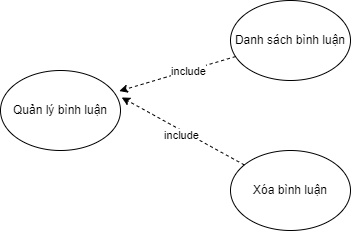 Danh sách bình luận
include
Quản lý bình luận
include
Xóa bình luận